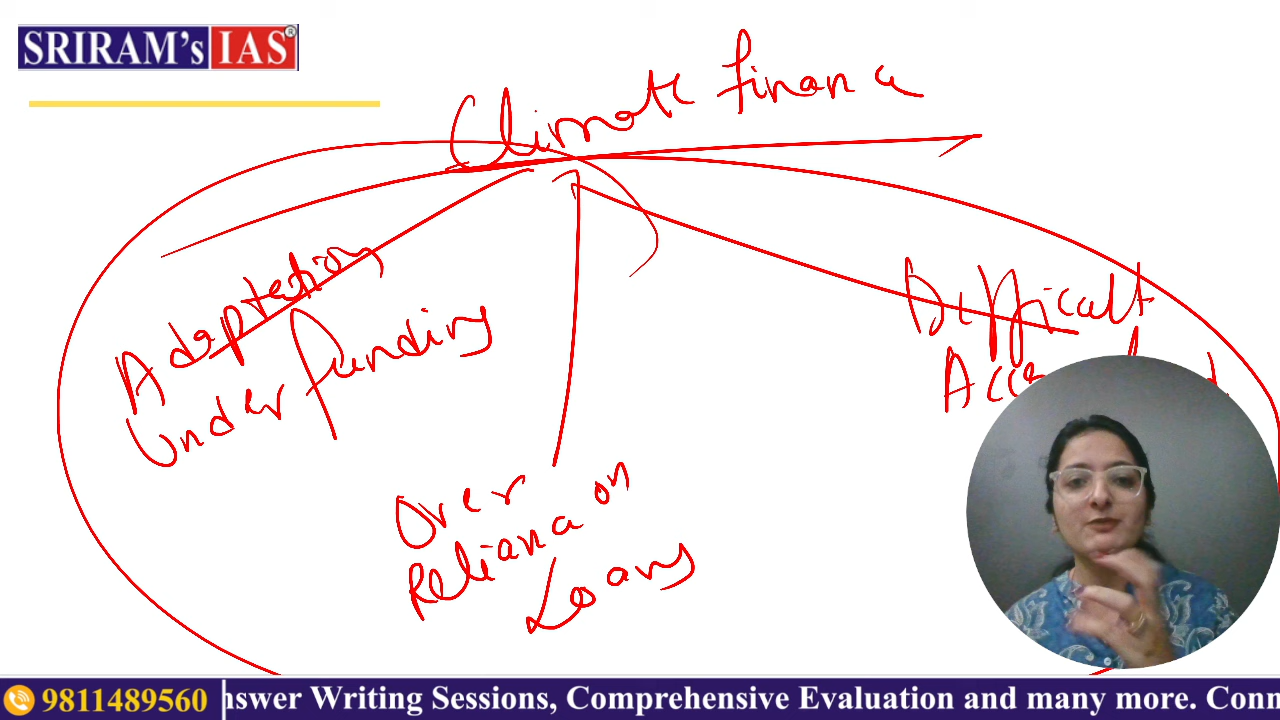 SRIRAM's IAS®
Climate finance
Adaptation
Under funding
Difficult
Over
Reliance on
Loans
9811489560
nswer Writing Sessions, Comprehensive Evaluation and many more. Conn